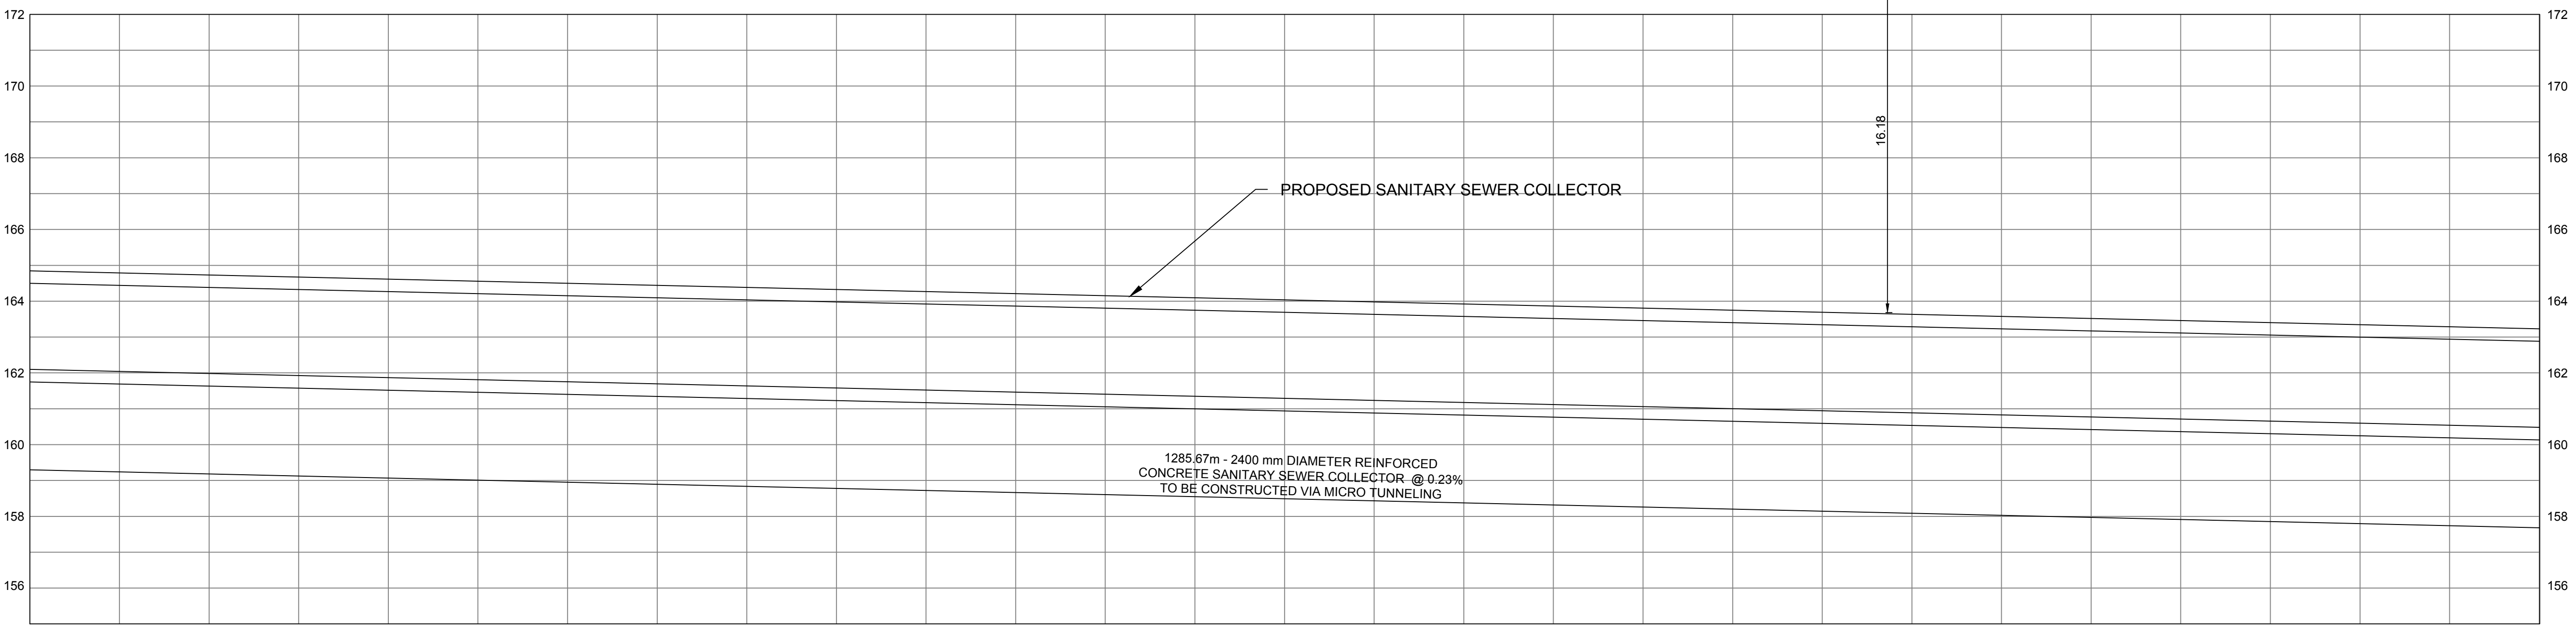 172 172
170 170
16.18
168 168
PROPOSED SANITARY SEWER COLLECTOR
166 166
164 164
162 162
160 160
1285.67m - 2400 mm DIAMETER REINFORCED
CONCRETE SANITARY SEWER COLLECTOR @ 0.23%
TO BE CONSTRUCTED VIA MICRO TUNNELING
158 158
156 156